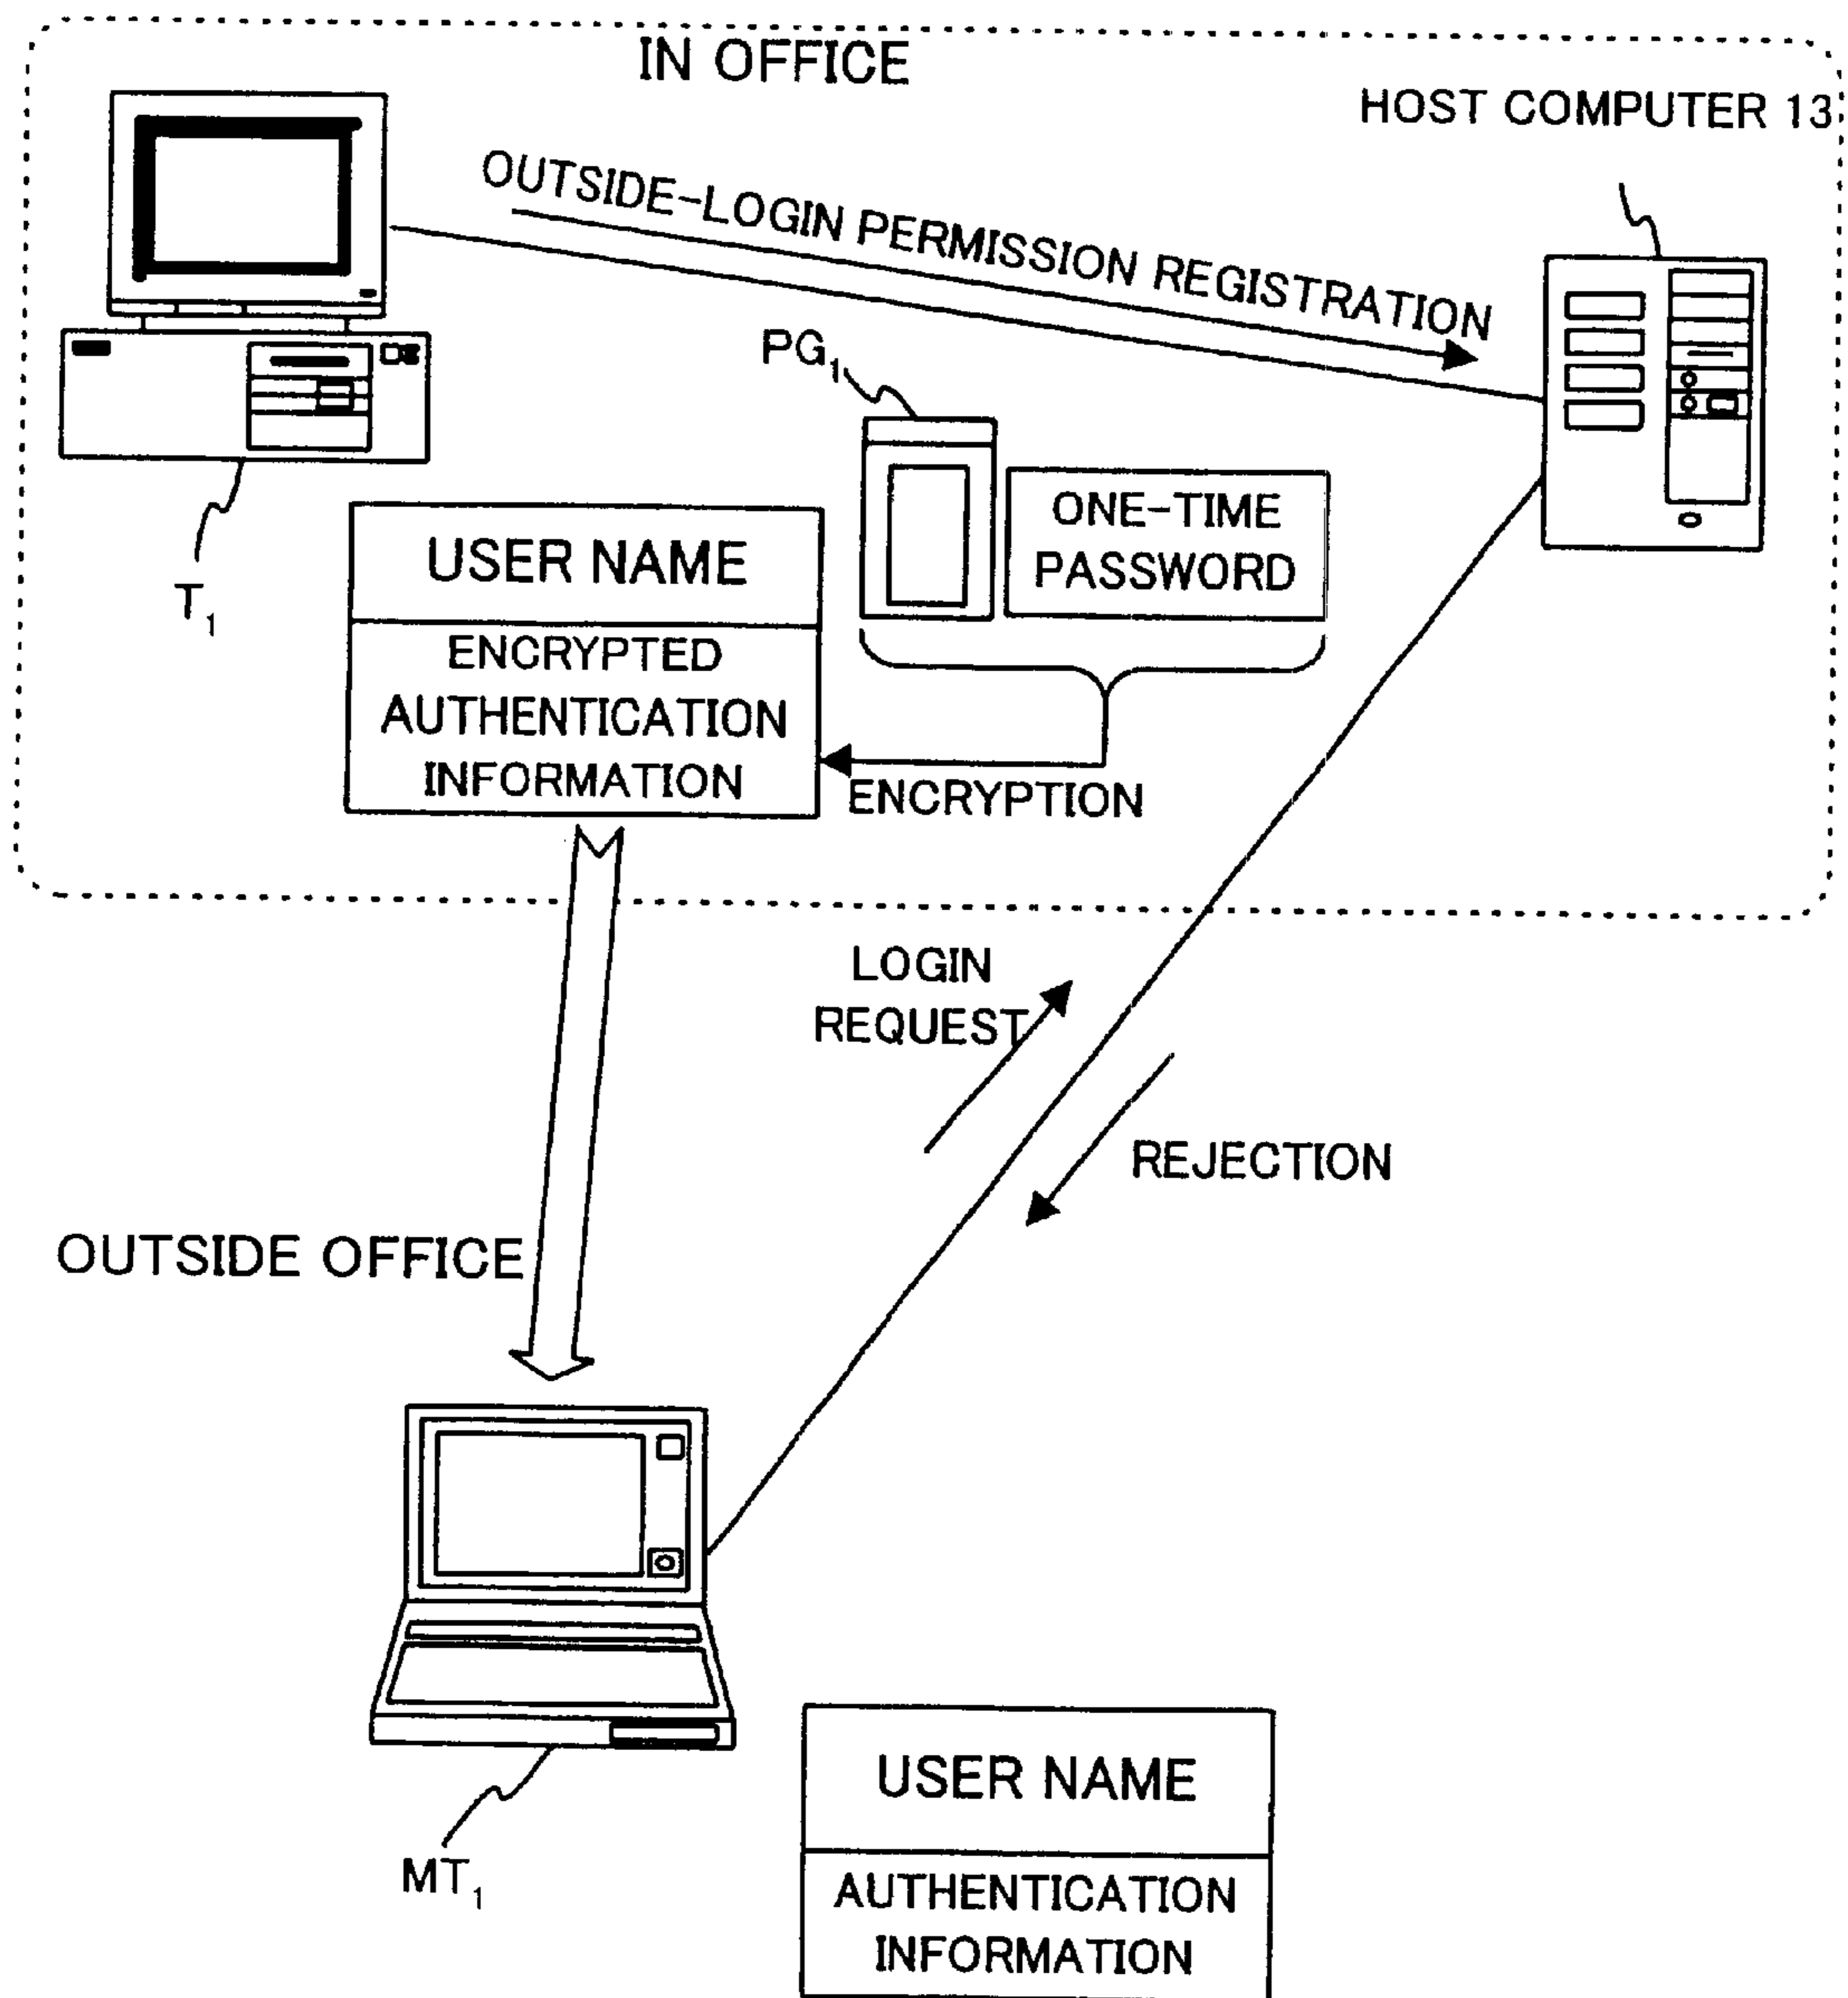 IN OFFICE
HOST COMPUTER 13
OUTSIDE-LOGIN PERMISSION REGISTRATION
PG₁
ONE-TIME
PASSWORD
T₁
USER NAME
ENCRYPTED
AUTHENTICATION
INFORMATION
ENCRYPTION
LOGIN
REQUEST
REJECTION
OUTSIDE OFFICE
MT₁
USER NAME
AUTHENTICATION
INFORMATION